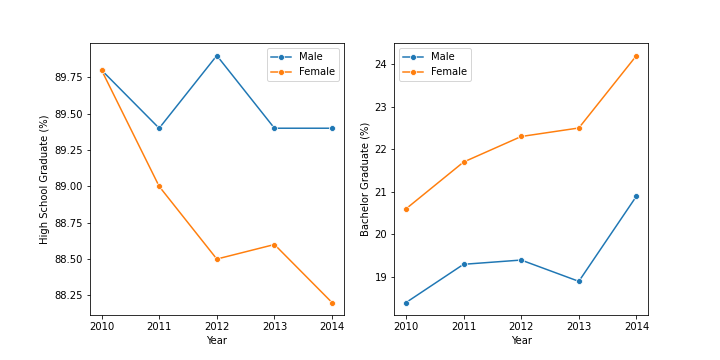 High School Graduate (%)
89.75
89.50
89.25
89.00
88.75
88.50
88.25
Male
Female
2010 2011 2012 2013 2014
Year
Bachelor Graduate (%)
24
23
22
21
20
19
Male
Female
2010 2011 2012 2013 2014
Year